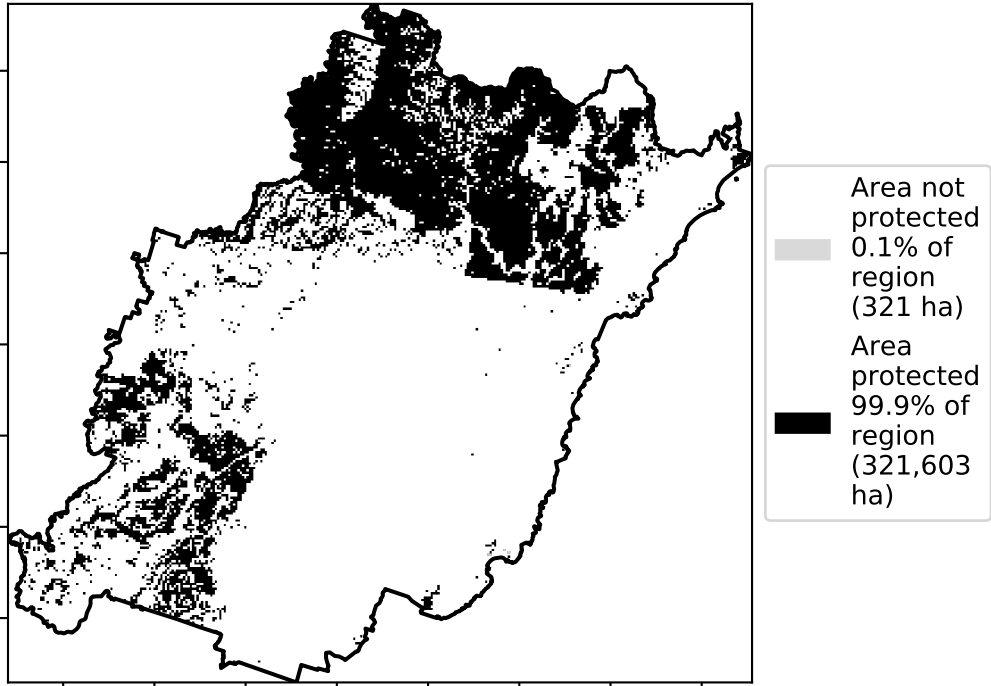 Area not
protected
0.1% of
region
(321 ha)
Area
protected
99.9% of
region
(321,603
ha)